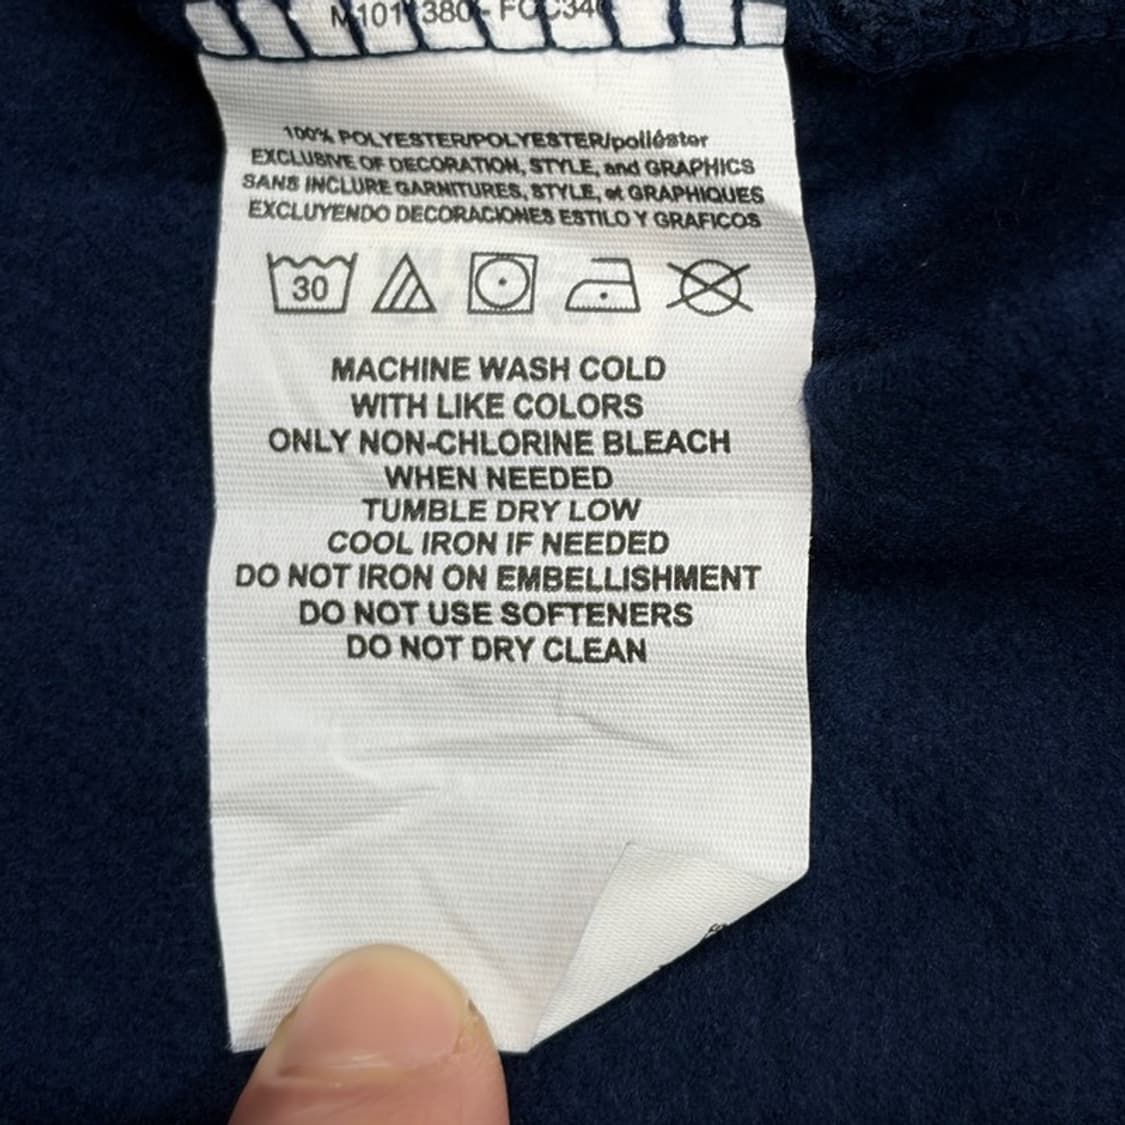 100% POLYESTER/POLYESTER/poliéster
EXCLUSIVE OF DECORATION, STYLE, and GRAPHICS
SANS INCLURE GARNITURES, STYLE, et GRAPHIQUES
EXCLUYENDO DECORACIONES ESTILO Y GRAFICOS
30
MACHINE WASH COLD
WITH LIKE COLORS
ONLY NON-CHLORINE BLEACH
WHEN NEEDED
TUMBLE DRY LOW
COOL IRON IF NEEDED
DO NOT IRON ON EMBELLISHMENT
DO NOT USE SOFTENERS
DO NOT DRY CLEAN